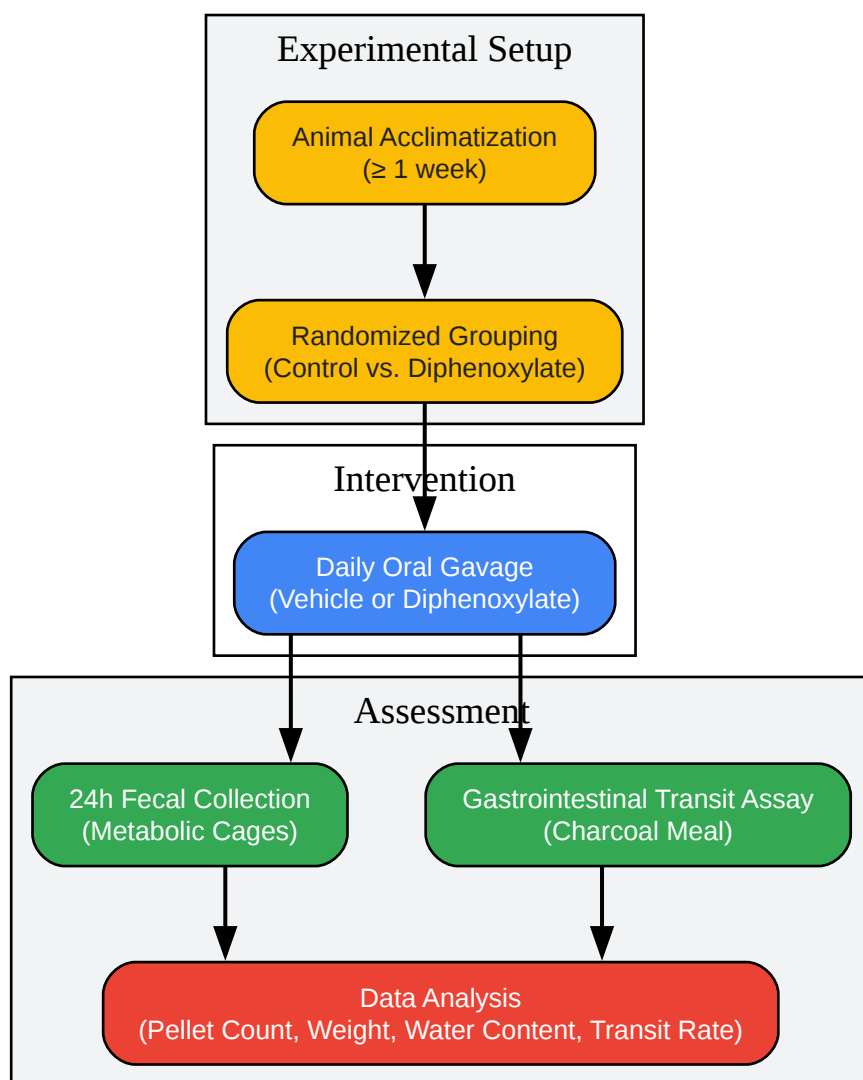 Experimental Setup
Animal Acclimatization
(≥ 1 week)
Randomized Grouping
(Control vs. Diphenoxylate)
Intervention
Daily Oral Gavage
(Vehicle or Diphenoxylate)
Assessment
24h Fecal Collection
(Metabolic Cages)
Gastrointestinal Transit Assay
(Charcoal Meal)
Data Analysis
(Pellet Count, Weight, Water Content, Transit Rate)